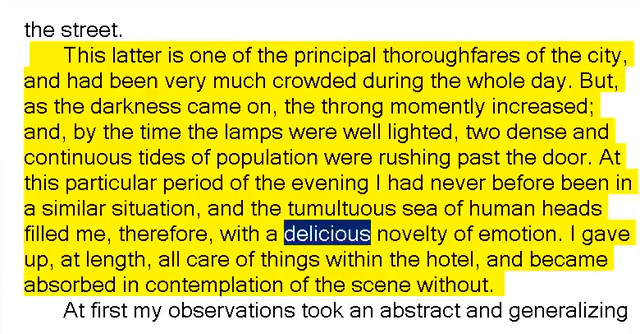 the street.
This latter is one of the principal thoroughfares of the city,
and had been very much crowded during the whole day. But,
as the darkness came on, the throng momently increased;
and, by the time the lamps were well lighted, two dense and
continuous tides of population were rushing past the door. At
this particular period of the evening I had never before been in
a similar situation, and the tumultuous sea of human heads
filled me, therefore, with a delicious novelty of emotion. I gave
up, at length, all care of things within the hotel, and became
absorbed in contemplation of the scene without.
At first my observations took an abstract and generalizing